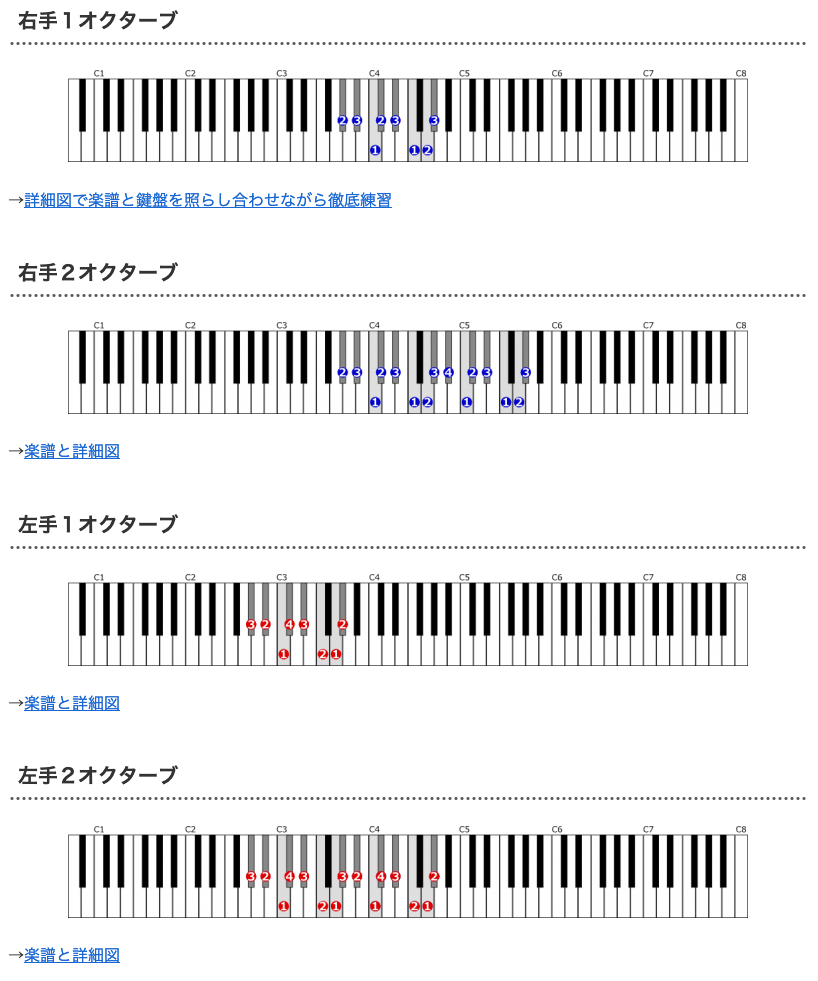 右手１オクターブ
C1 C2 C3 C4 C5 C6 C7 C8
2 3 2 3 3
1 1 2
→詳細図で楽譜と鍵盤を照らし合わせながら徹底練習
右手２オクターブ
C1 C2 C3 C4 C5 C6 C7 C8
2 3 2 3 3 4 2 3 3
1 1 2 1 1 2
→楽譜と詳細図
左手１オクターブ
C1 C2 C3 C4 C5 C6 C7 C8
3 2 4 3 2
1 2 1
→楽譜と詳細図
左手２オクターブ
C1 C2 C3 C4 C5 C6 C7 C8
3 2 4 3 3 2 4 3 2
1 2 1 1 2 1
→楽譜と詳細図